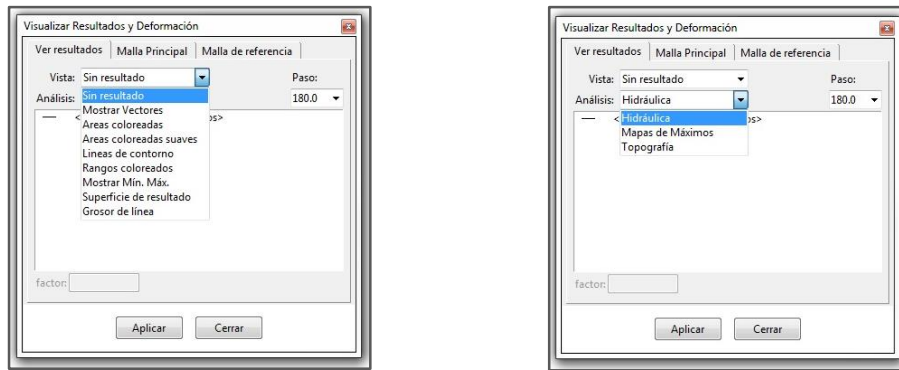 Visualizar Resultados y Deformación
Ver resultados Malla Principal Malla de referencia
Vista: Sin resultado Paso:
Análisis: Sin resultado 180.0
Mostrar Vectores
Areas coloreadas
Areas coloreadas suaves
Lineas de contorno
Rangos coloreados
Mostrar Mín. Máx.
Superficie de resultado
Grosor de línea
factor:
Aplicar Cerrar
Visualizar Resultados y Deformación
Ver resultados Malla Principal Malla de referencia
Vista: Sin resultado Paso:
Análisis: Hidráulica 180.0
Hidráulica
Mapas de Máximos
Topografía
factor:
Aplicar Cerrar